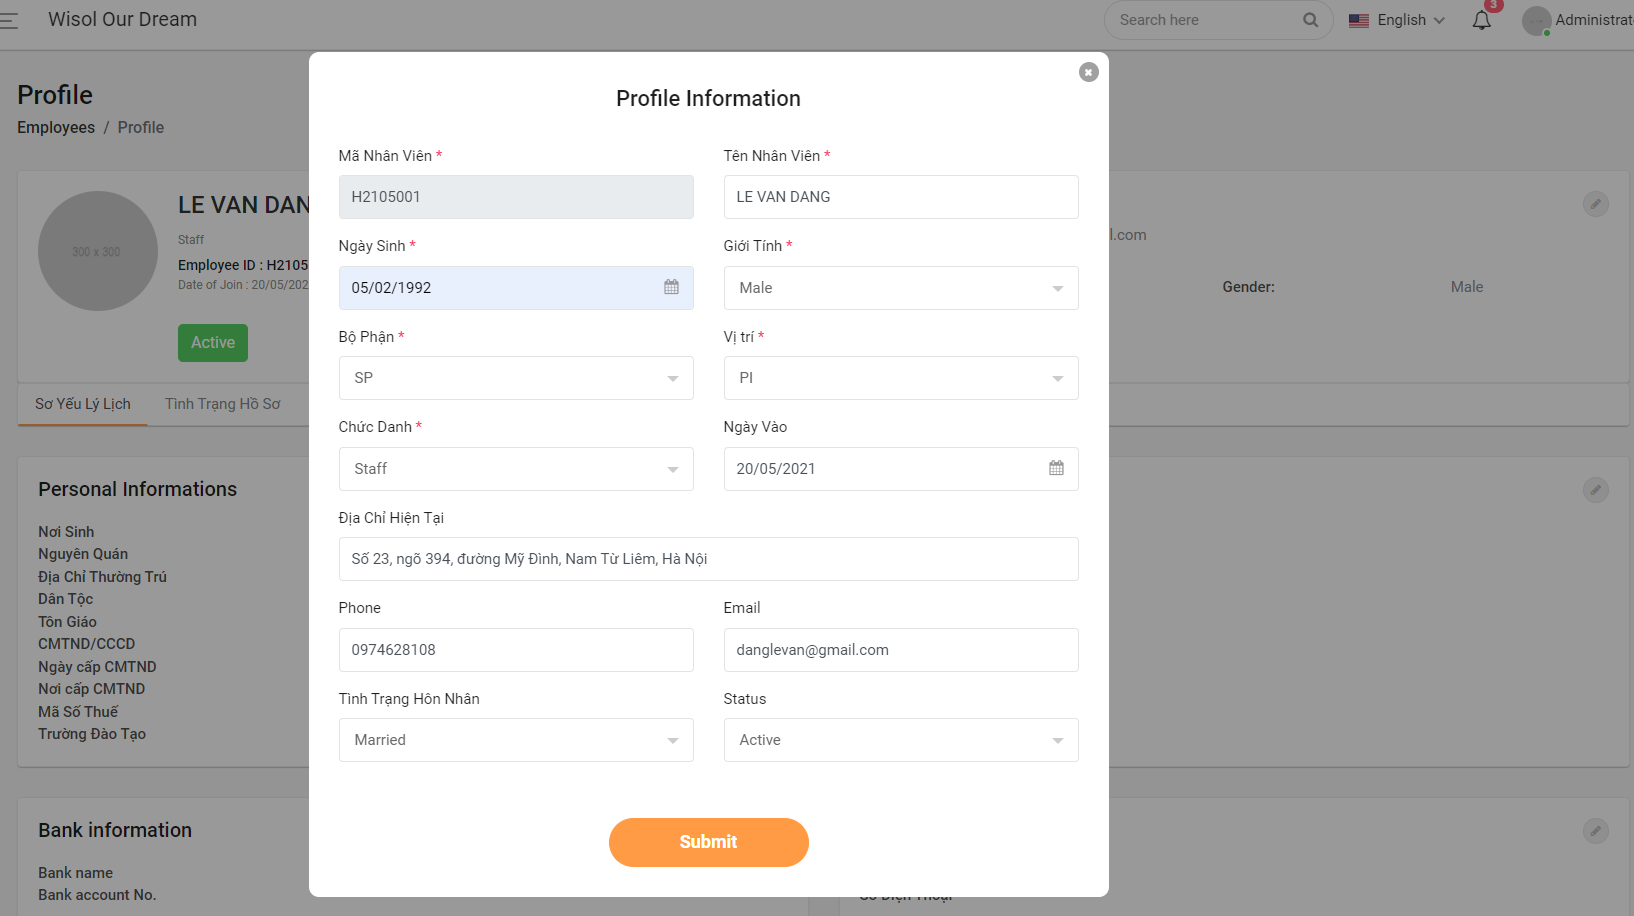 Wisol Our Dream
Search here
English
3
Profile
Employees / Profile
Profile Information
Mã Nhân Viên *
Tên Nhân Viên *
H2105001
LE VAN DANG
300 x 300
LE VAN DAN
Staff
Employee ID : H2105
Date of Join : 20/05/202
Active
l.com
Gender:
Male
Ngày Sinh *
Giới Tính *
05/02/1992
Male
Bộ Phận *
Vị trí *
SP
PI
Sơ Yếu Lý Lịch
Tình Trạng Hồ Sơ
Chức Danh *
Ngày Vào
Staff
20/05/2021
Personal Informations
Nơi Sinh
Nguyên Quán
Địa Chỉ Thường Trú
Dân Tộc
Tôn Giáo
CMTND/CCCD
Ngày cấp CMTND
Nơi cấp CMTND
Mã Số Thuế
Trường Đào Tạo
Địa Chỉ Hiện Tại
Số 23, ngõ 394, đường Mỹ Đình, Nam Từ Liêm, Hà Nội
Phone
Email
0974628108
danglevan@gmail.com
Tình Trạng Hôn Nhân
Status
Married
Active
Submit
Bank information
Bank name
Bank account No.